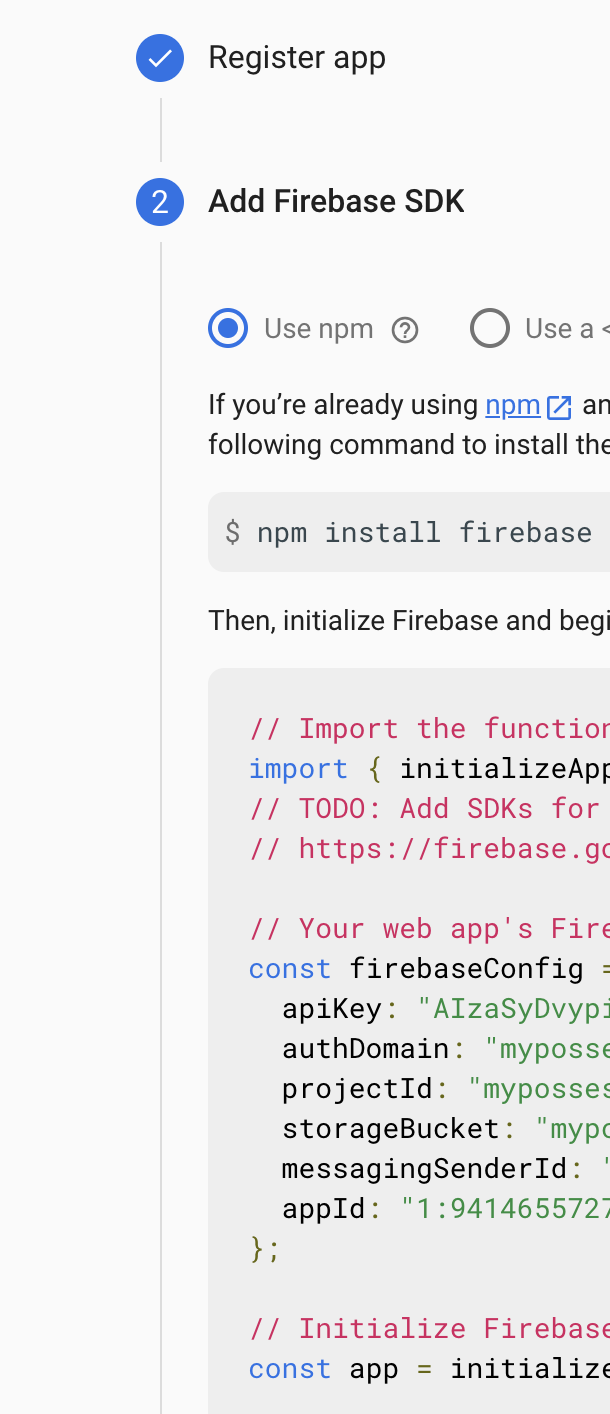 Register app
2 Add Firebase SDK
Use npm Use a <
If you’re already using npm an
following command to install the
$ npm install firebase
Then, initialize Firebase and begi
// Import the function
import { initializeApp
// TODO: Add SDKs for
// https://firebase.go
// Your web app's Fire
const firebaseConfig =
apiKey: "AIzaSyDvypi
authDomain: "myposse
projectId: "mypossess
storageBucket: "mypo
messagingSenderId: "
appId: "1:9414655727
};
// Initialize Firebase
const app = initialize